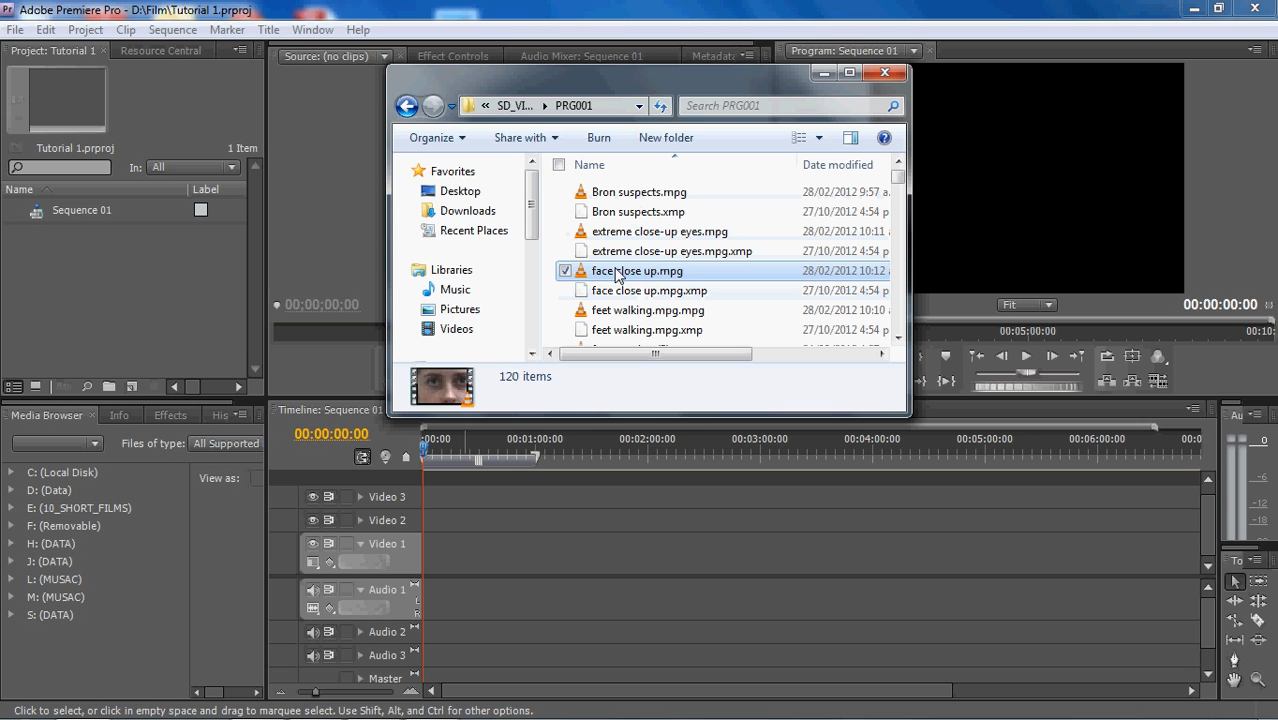 Pr Adobe Premiere Pro - D:\Film\Tutorial 1.prproj
File Edit Project Clip Sequence Marker Title Window Help
Project: Tutorial 1 × Resource Central
Source: (no clips) Effect Controls Audio Mixer: Sequence 01 Metadata
Program: Sequence 01 ×
« SD_VI... PRG001 Search PRG001
Organize Share with Burn New folder
Name Date modified
Favorites
Desktop
Downloads
Recent Places
Libraries
Music
Pictures
Videos
Bron suspects.mpg 28/02/2012 9:57 a.
Bron suspects.xmp 27/10/2012 4:54 p
extreme close-up eyes.mpg 28/02/2012 10:11
extreme close-up eyes.mpg.xmp 27/10/2012 4:54 p
face close up.mpg 28/02/2012 10:12
face close up.mpg.xmp 27/10/2012 4:54 p
feet walking.mpg.mpg 28/02/2012 10:10
feet walking.mpg.xmp 27/10/2012 4:54 p
120 items
Tutorial 1.prproj 1 Item
In: All
Name Label
Sequence 01
00;00;00;00
Fit 00:00:00:00
00:05:00:00 00:10:
Media Browser × Info Effects His
Files of type: All Supported
View as:
C: (Local Disk)
D: (Data)
E: (10_SHORT_FILMS)
F: (Removable)
H: (DATA)
J: (DATA)
L: (MUSAC)
M: (MUSAC)
S: (DATA)
Timeline: Sequence 01
00:00:00:00
:00:00 00:01:00:00 00:02:00:00 00:03:00:00 00:04:00:00 00:05:00:00 00:06:00:00 00:0
Video 3
Video 2
Video 1
Audio 1
L
R
Audio 2
Audio 3
Master
Au
0
-6
-12
-18
To
Click to select, or click in empty space and drag to marquee select. Use Shift, Alt, and Ctrl for other options.